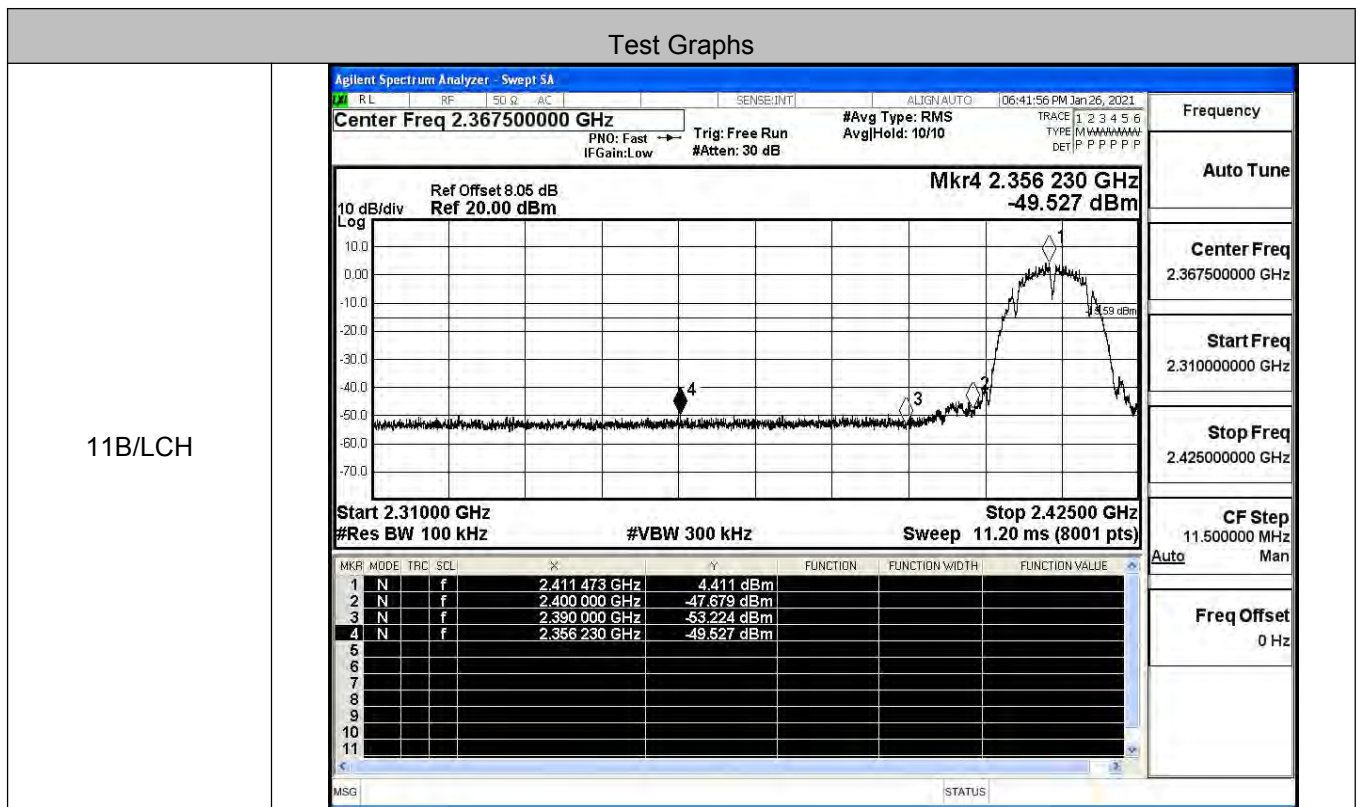 Test Graphs
11B/LCH
Agilent Spectrum Analyzer - Swept SA
RL RF 50 Ω AC SENSE:INT ALIGN AUTO 06:41:56 PM Jan 26, 2021
Center Freq 2.367500000 GHz
PNO: Fast
IFGain:Low
Trig: Free Run
#Atten: 30 dB
#Avg Type: RMS
Avg|Hold: 10/10
TRACE 1 2 3 4 5 6
TYPE MWWWWW
DET P P P P P P
Mkr4 2.356 230 GHz
-49.527 dBm
Ref Offset 8.05 dB
10 dB/div Ref 20.00 dBm
Log
10.0
0.00
-10.0
-20.0
-30.0
-40.0
-50.0
-60.0
-70.0
1
2
3
4
Start 2.31000 GHz Stop 2.42500 GHz
#Res BW 100 kHz #VBW 300 kHz Sweep 11.20 ms (8001 pts)
MKR MODE TRC SCL X Y FUNCTION FUNCTION WIDTH FUNCTION VALUE
1 N f 2.411 473 GHz 4.411 dBm
2 N f 2.400 000 GHz -47.679 dBm
3 N f 2.390 000 GHz -53.224 dBm
4 N f 2.356 230 GHz -49.527 dBm
5
6
7
8
9
10
11
MSG STATUS
Frequency
Auto Tune
Center Freq
2.367500000 GHz
Start Freq
2.310000000 GHz
Stop Freq
2.425000000 GHz
CF Step
11.500000 MHz
Auto Man
Freq Offset
0 Hz